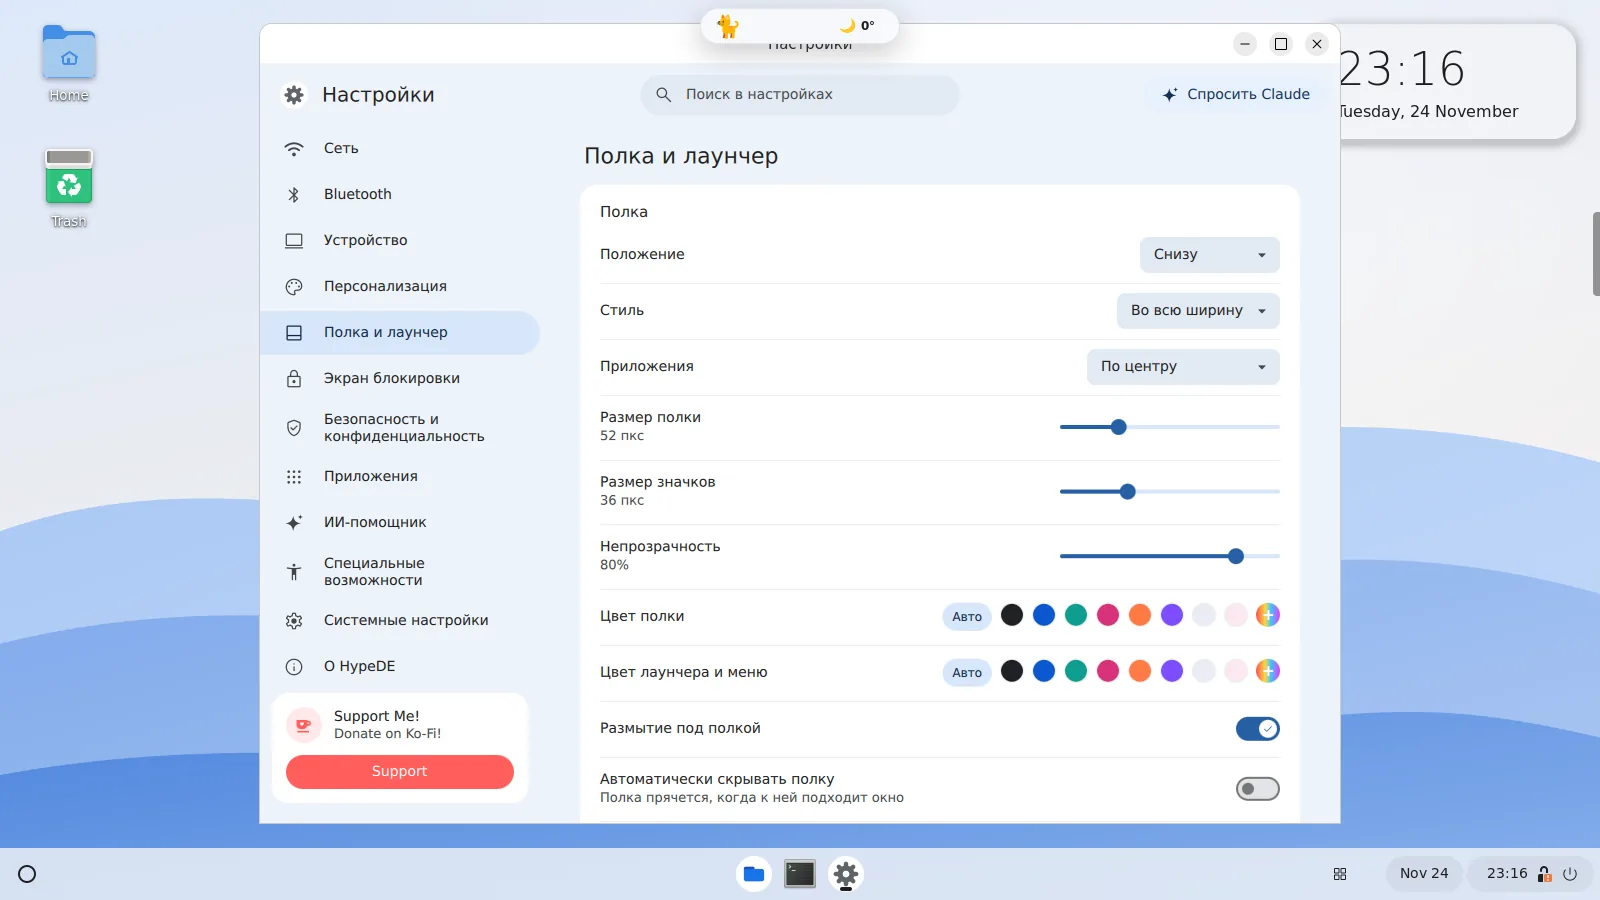 0°
Настройки
23:16
Tuesday, 24 November
Home
Trash
Настройки
Поиск в настройках
Спросить Claude
Сеть
Bluetooth
Устройство
Персонализация
Полка и лаунчер
Экран блокировки
Безопасность и
конфиденциальность
Приложения
ИИ-помощник
Специальные
возможности
Системные настройки
О HypeDE
Support Me!
Donate on Ko-Fi!
Support
Полка и лаунчер
Полка
Положение
Снизу
Стиль
Во всю ширину
Приложения
По центру
Размер полки
52 пкс
Размер значков
36 пкс
Непрозрачность
80%
Цвет полки
Авто
Цвет лаунчера и меню
Авто
Размытие под полкой
Автоматически скрывать полку
Полка прячется, когда к ней подходит окно
Nov 24
23:16